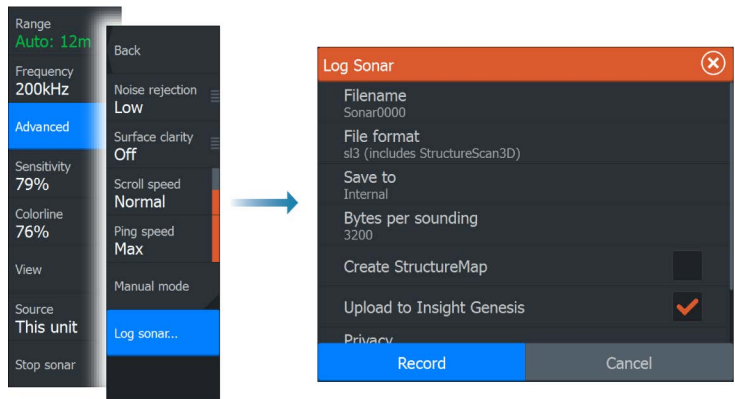 Range
Auto: 12m
Frequency
200kHz
Advanced
Sensitivity
79%
Colorline
76%
View
Source
This unit
Stop sonar
Back
Noise rejection
Low
Surface clarity
Off
Scroll speed
Normal
Ping speed
Max
Manual mode
Log sonar...
Log Sonar
Filename
Sonar0000
File format
sl3 (includes StructureScan3D)
Save to
Internal
Bytes per sounding
3200
Create StructureMap
Upload to Insight Genesis
Privacy
Record
Cancel